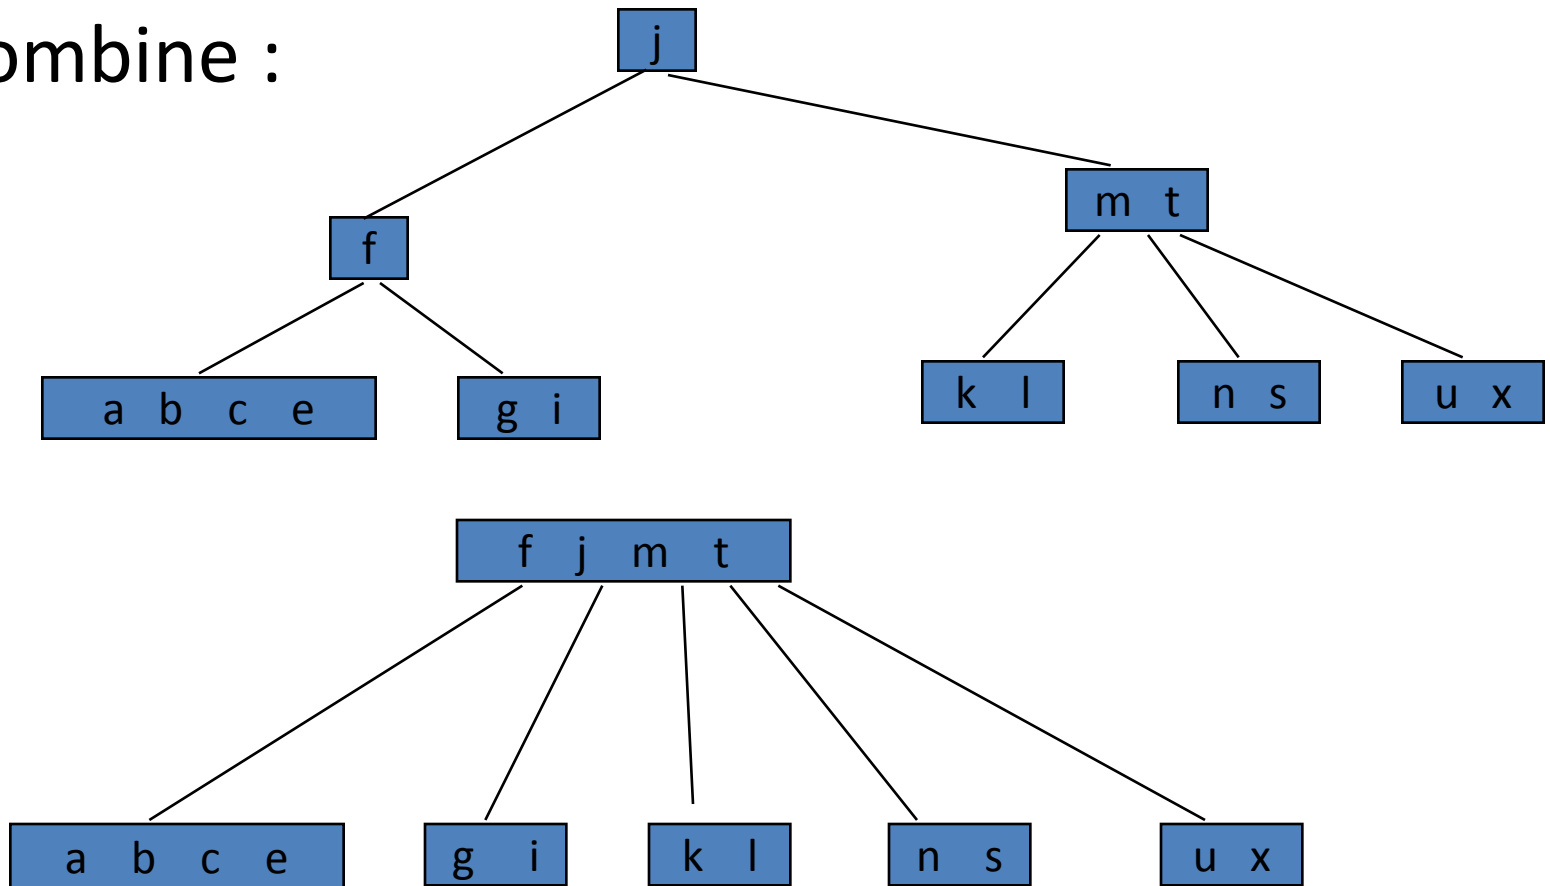 ombine :
j
f
m t
a b c e
g i
k l
n s
u x
f j m t
a b c e
g i
k l
n s
u x